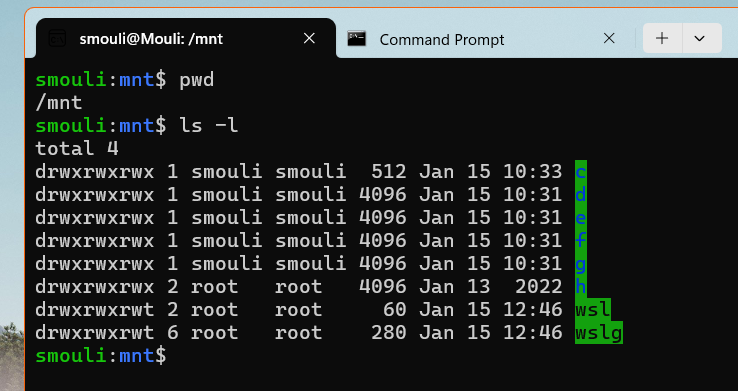 smouli@Mouli: /mnt
Command Prompt
smouli:mnt$ pwd
/mnt
smouli:mnt$ ls -l
total 4
drwxrwxrwx 1 smouli smouli  512 Jan 15 10:33 c
drwxrwxrwx 1 smouli smouli 4096 Jan 15 10:31 d
drwxrwxrwx 1 smouli smouli 4096 Jan 15 10:31 e
drwxrwxrwx 1 smouli smouli 4096 Jan 15 10:31 f
drwxrwxrwx 1 smouli smouli 4096 Jan 15 10:31 g
drwxrwxrwx 2 root   root   4096 Jan 13  2022 h
drwxrwxrwt 2 root   root     60 Jan 15 12:46 wsl
drwxrwxrwt 6 root   root    280 Jan 15 12:46 wslg
smouli:mnt$